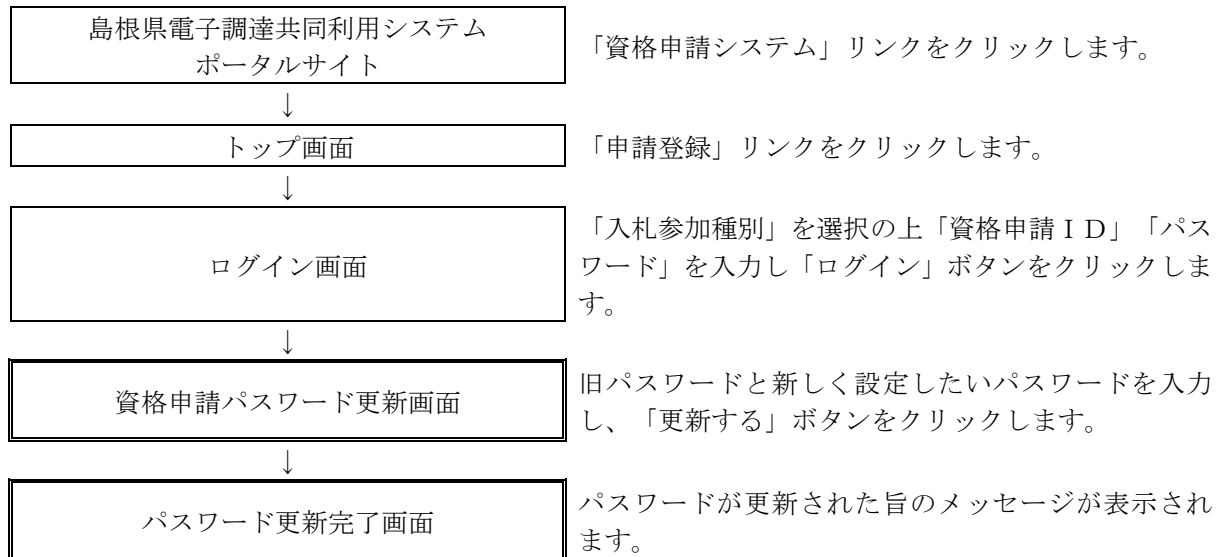 島根県電子調達共同利用システム
ポータルサイト
「資格申請システム」リンクをクリックします。
↓
トップ画面
「申請登録」リンクをクリックします。
↓
ログイン画面
「入札参加種別」を選択の上「資格申請ＩＤ」「パス
ワード」を入力し「ログイン」ボタンをクリックしま
す。
↓
資格申請パスワード更新画面
旧パスワードと新しく設定したいパスワードを入力
し、「更新する」ボタンをクリックします。
↓
パスワード更新完了画面
パスワードが更新された旨のメッセージが表示され
ます。